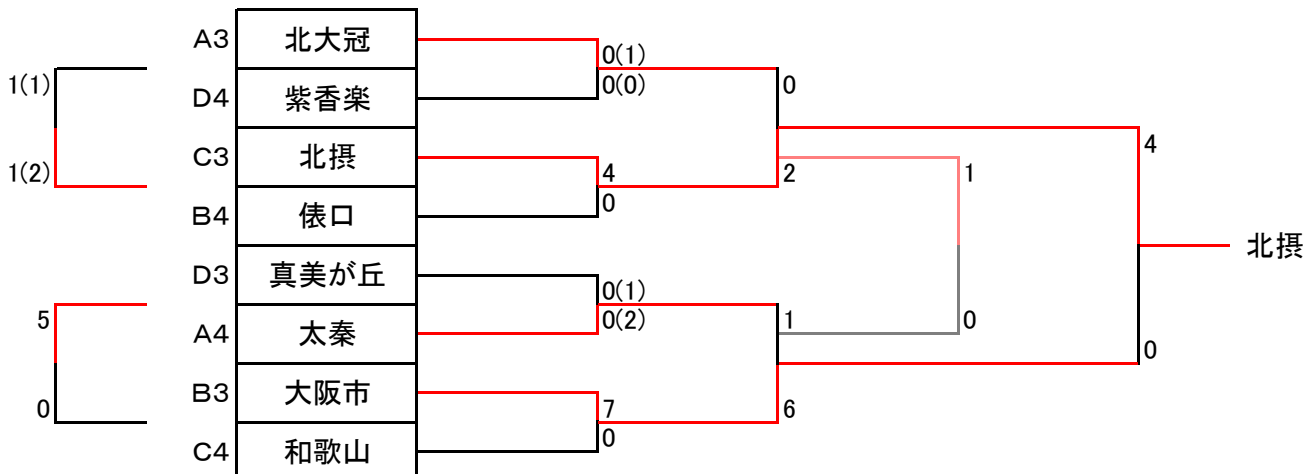 A3 北大冠
0(1)
1(1)
0(0)
0
D4 紫香楽
4
C3 北摂
1(2)
4
2
1
0
B4 俵口
北摂
D3 真美が丘
0(1)
5
0(2)
1
0
A4 太秦
0
B3 大阪市
0
7
6
0
C4 和歌山